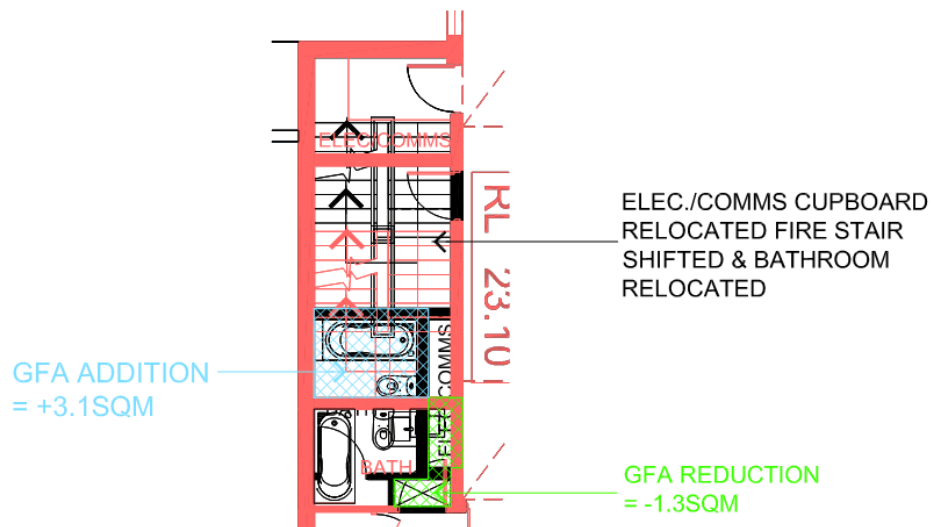 ELEC/COMMS
RL 23.10
ELEC./COMMS CUPBOARD
RELOCATED FIRE STAIR
SHIFTED & BATHROOM
RELOCATED
COMMS
GFA ADDITION
= +3.1SQM
BATH
GFA REDUCTION
= -1.3SQM